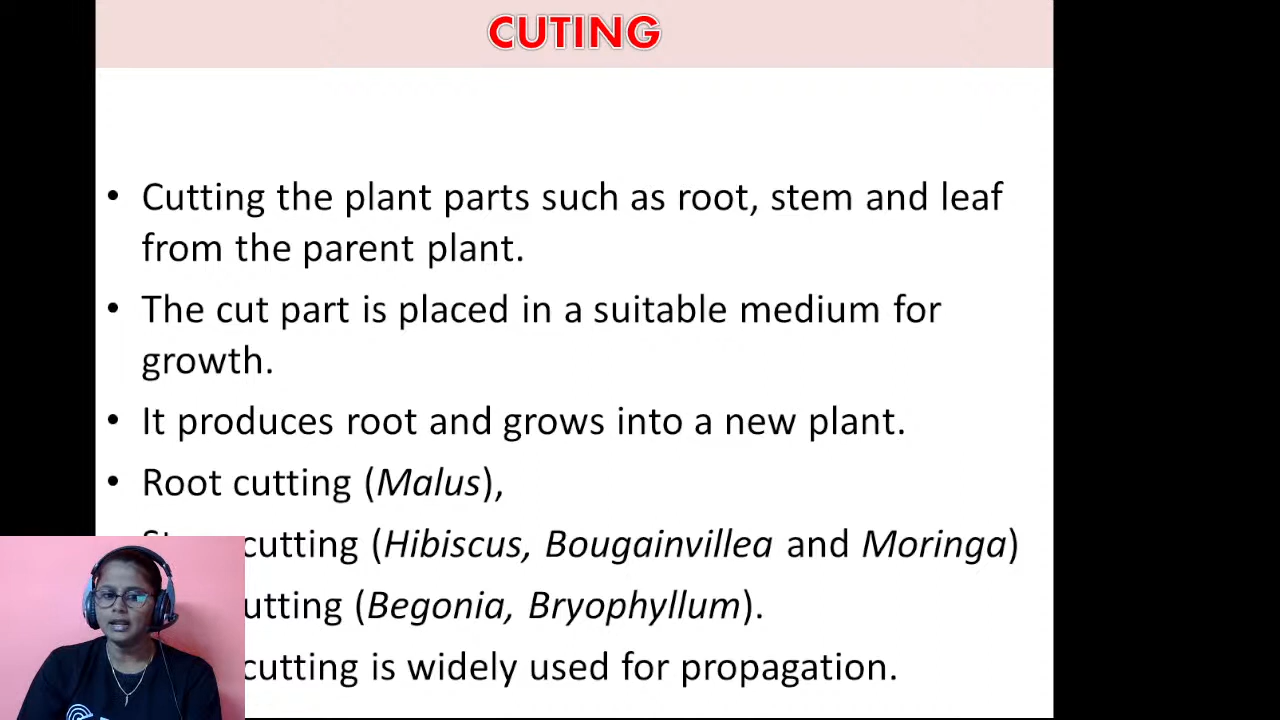 CUTING
• Cutting the plant parts such as root, stem and leaf
from the parent plant.
• The cut part is placed in a suitable medium for
growth.
• It produces root and grows into a new plant.
• Root cutting (Malus),
cutting (Hibiscus, Bougainvillea and Moringa)
utting (Begonia, Bryophyllum).
cutting is widely used for propagation.